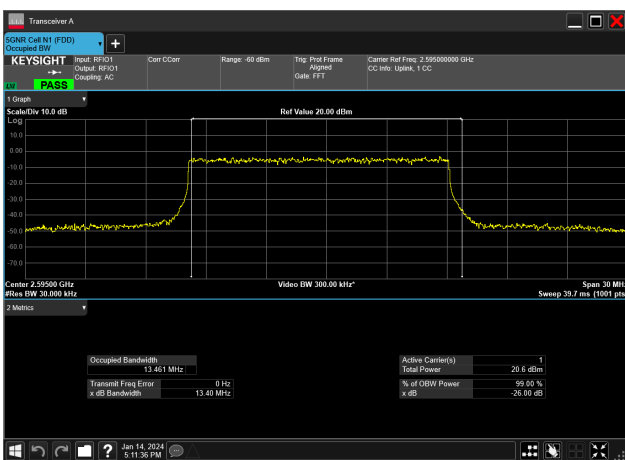 Transceiver A
5GNR Cell N1 (FDD)
Occupied BW
KEYSIGHT
LXI
PASS
Input: RFIO1
Output: RFIO1
Coupling: AC
Corr CCorr
Range: -60 dBm
Trig: Prot Frame
Aligned
Gate: FFT
Carrier Ref Freq: 2.595000000 GHz
CC Info: Uplink, 1 CC
1 Graph
Scale/Div 10.0 dB
Ref Value 20.00 dBm
Log
10.0
0.00
-10.0
-20.0
-30.0
-40.0
-50.0
-60.0
-70.0
Center 2.59500 GHz
Video BW 300.00 kHz*
Span 30 MHz
#Res BW 30.000 kHz
Sweep 39.7 ms (1001 pts
2 Metrics
Occupied Bandwidth
13.461 MHz
Transmit Freq Error 0 Hz
x dB Bandwidth 13.40 MHz
Active Carrier(s) 1
Total Power 20.6 dBm
% of OBW Power 99.00 %
x dB -26.00 dB
Jan 14, 2024
5:11:36 PM